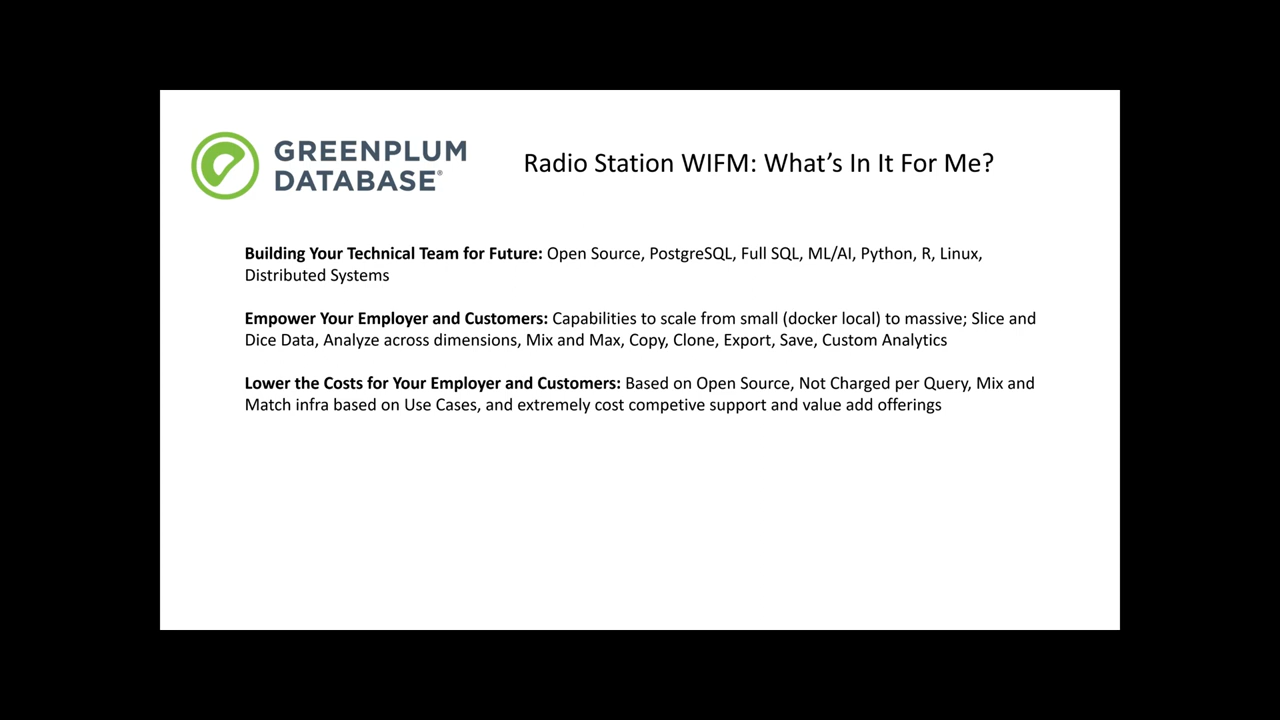 GREENPLUM
DATABASE®
Radio Station WIFM: What's In It For Me?
Building Your Technical Team for Future: Open Source, PostgreSQL, Full SQL, ML/AI, Python, R, Linux,
Distributed Systems
Empower Your Employer and Customers: Capabilities to scale from small (docker local) to massive; Slice and
Dice Data, Analyze across dimensions, Mix and Max, Copy, Clone, Export, Save, Custom Analytics
Lower the Costs for Your Employer and Customers: Based on Open Source, Not Charged per Query, Mix and
Match infra based on Use Cases, and extremely cost competive support and value add offerings